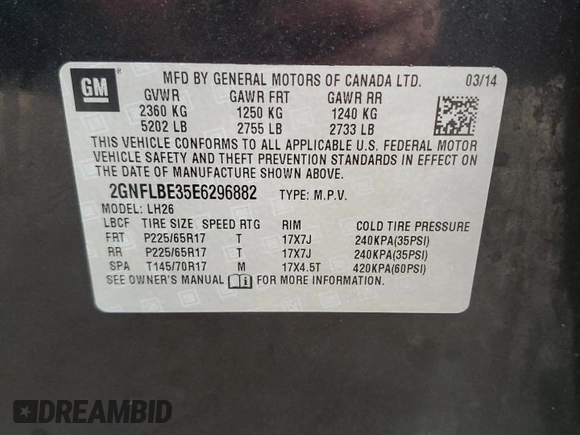 GM
MFD BY GENERAL MOTORS OF CANADA LTD. 03/14
GVWR GAWR FRT GAWR RR
2360 KG 1250 KG 1240 KG
5202 LB 2755 LB 2733 LB
THIS VEHICLE CONFORMS TO ALL APPLICABLE U.S. FEDERAL MOTOR
VEHICLE SAFETY AND THEFT PREVENTION STANDARDS IN EFFECT ON
THE DATE OF MANUFACTURE SHOWN ABOVE.
2GNFLBE35E6296882 TYPE: M.P.V.
MODEL: LH26
LBCF TIRE SIZE SPEED RTG RIM COLD TIRE PRESSURE
FRT P225/65R17 T 17X7J 240KPA(35PSI)
RR P225/65R17 T 17X7J 240KPA(35PSI)
SPA T145/70R17 M 17X4.5T 420KPA(60PSI)
SEE OWNER'S MANUAL FOR MORE INFORMATION.
DREAMBID